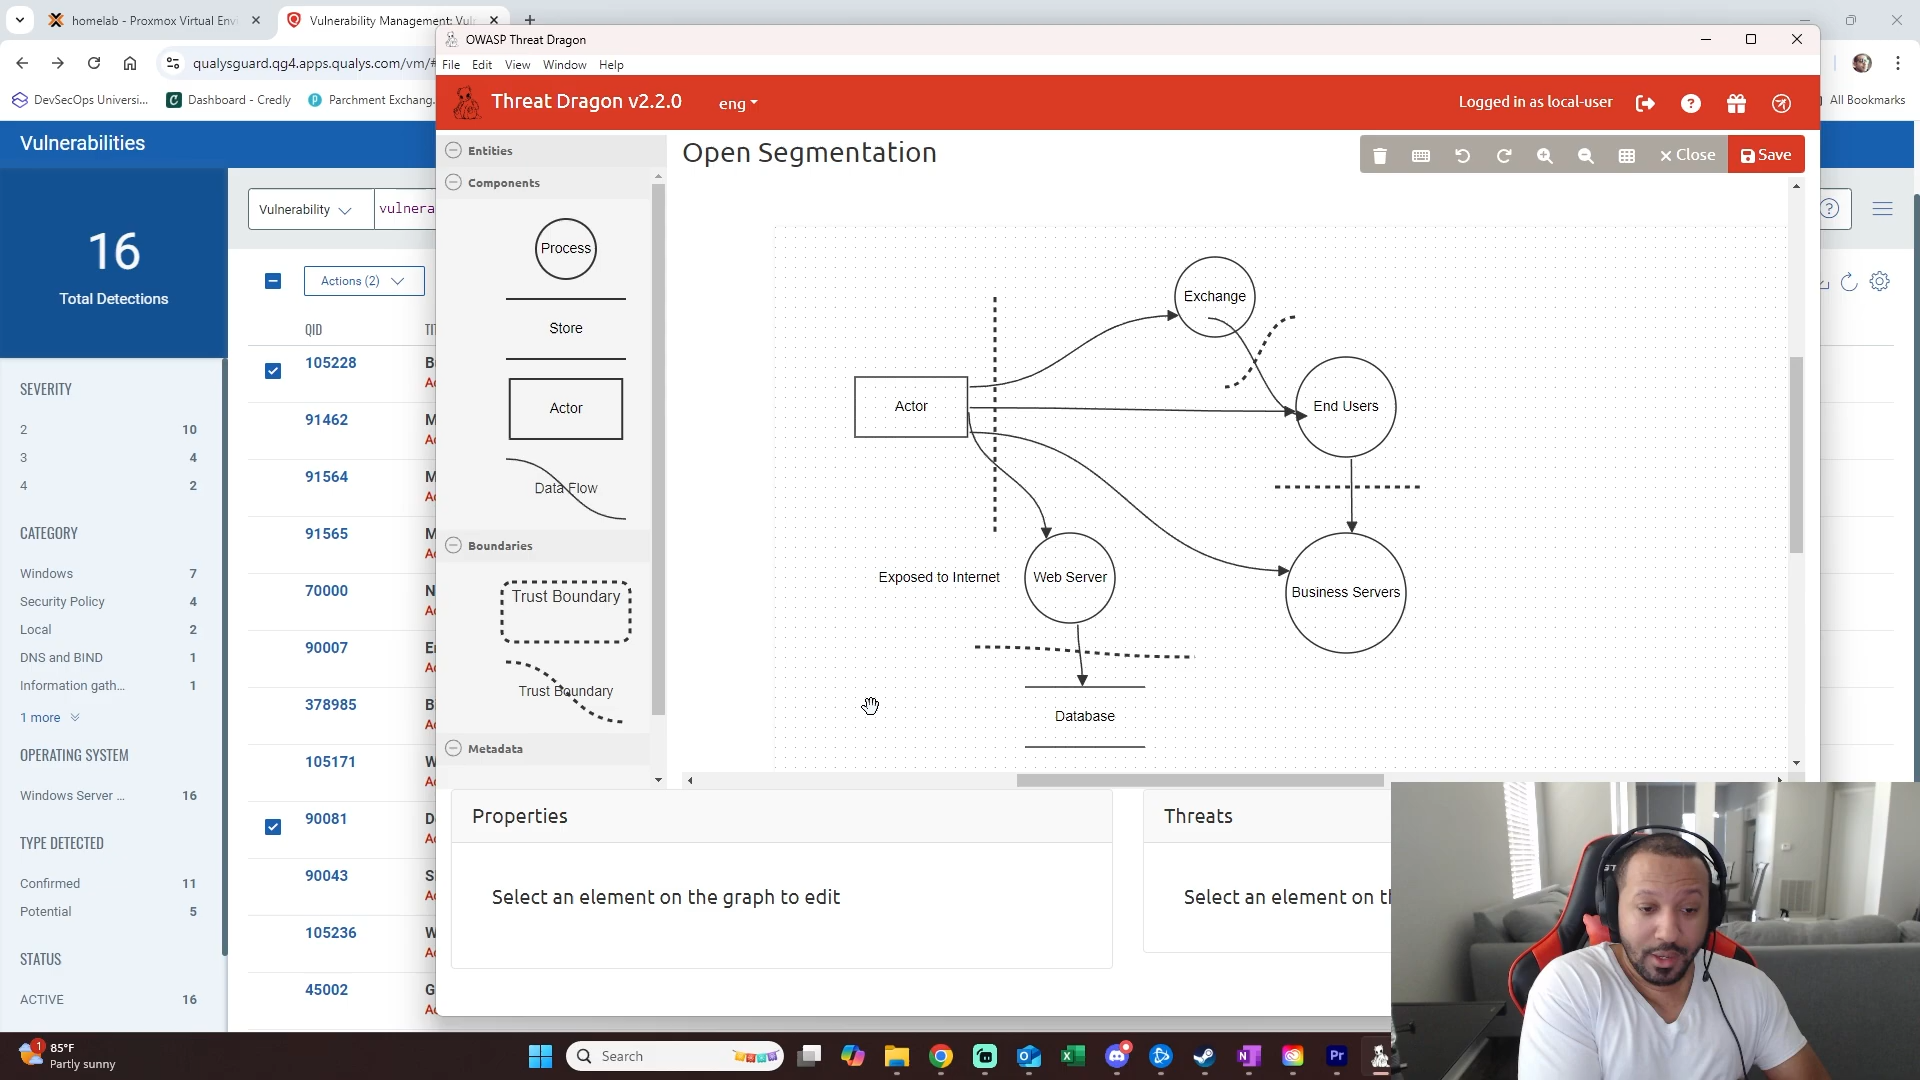 homelab - Proxmox Virtual Envi
Vulnerability Management: Vul
OWASP Threat Dragon
qualysguard.qg4.apps.qualys.com/vm/#
File Edit View Window Help
DevSecOps Universi...
Dashboard - Credly
Parchment Exchang...
All Bookmarks
Threat Dragon v2.2.0
eng
Logged in as local-user
Vulnerabilities
Entities
Open Segmentation
Close
Save
Components
16
Total Detections
Vulnerability
vulnera
Process
Store
Actor
Data Flow
Actions (2)
QID
105228
91462
91564
91565
70000
90007
378985
105171
90081
90043
105236
45002
SEVERITY
2 10
3 4
4 2
CATEGORY
Windows 7
Security Policy 4
Local 2
DNS and BIND 1
Information gath... 1
1 more
OPERATING SYSTEM
Windows Server ... 16
TYPE DETECTED
Confirmed 11
Potential 5
STATUS
ACTIVE 16
Boundaries
Trust Boundary
Trust Boundary
Metadata
Exchange
Actor
End Users
Exposed to Internet
Web Server
Business Servers
Database
Properties
Select an element on the graph to edit
Threats
Select an element on t
1
85°F
Partly sunny
Search